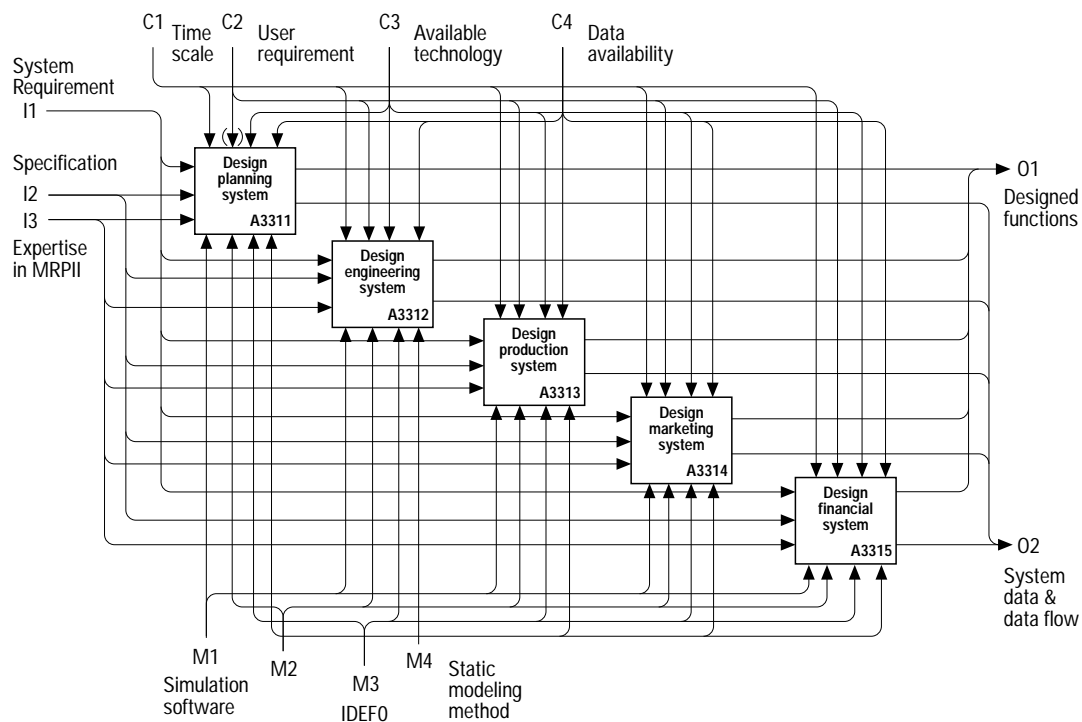 C1
Time
scale
C2
User
requirement
C3
Available
technology
C4
Data
availability
System
Requirement
I1
Specification
I2
I3
Expertise
in MRPII
( )
Design
planning
system
A3311
Design
engineering
system
A3312
Design
production
system
A3313
Design
marketing
system
A3314
Design
financial
system
A3315
O1
Designed
functions
O2
System
data &
data flow
M1
Simulation
software
M2
M3
IDEF0
M4
Static
modeling
method